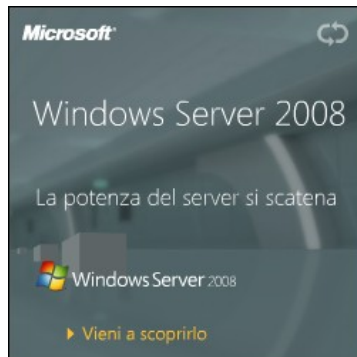 Microsoft®
Windows Server 2008
La potenza del server si scatena
Windows Server 2008
Vieni a scoprirlo